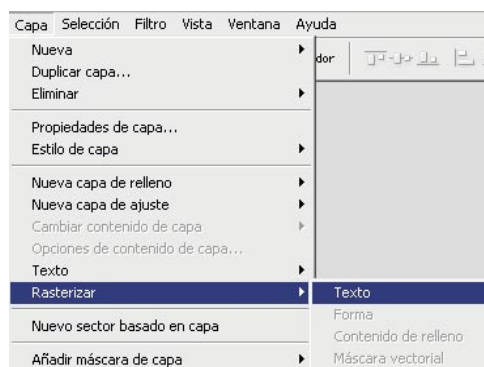 Capa Selección Filtro Vista Ventana Ayuda
Nueva
dor
Duplicar capa...
Eliminar
Propiedades de capa...
Estilo de capa
Nueva capa de relleno
Nueva capa de ajuste
Cambiar contenido de capa
Opciones de contenido de capa...
Texto
Rasterizar
Texto
Forma
Contenido de relleno
Máscara vectorial
Nuevo sector basado en capa
Añadir máscara de capa